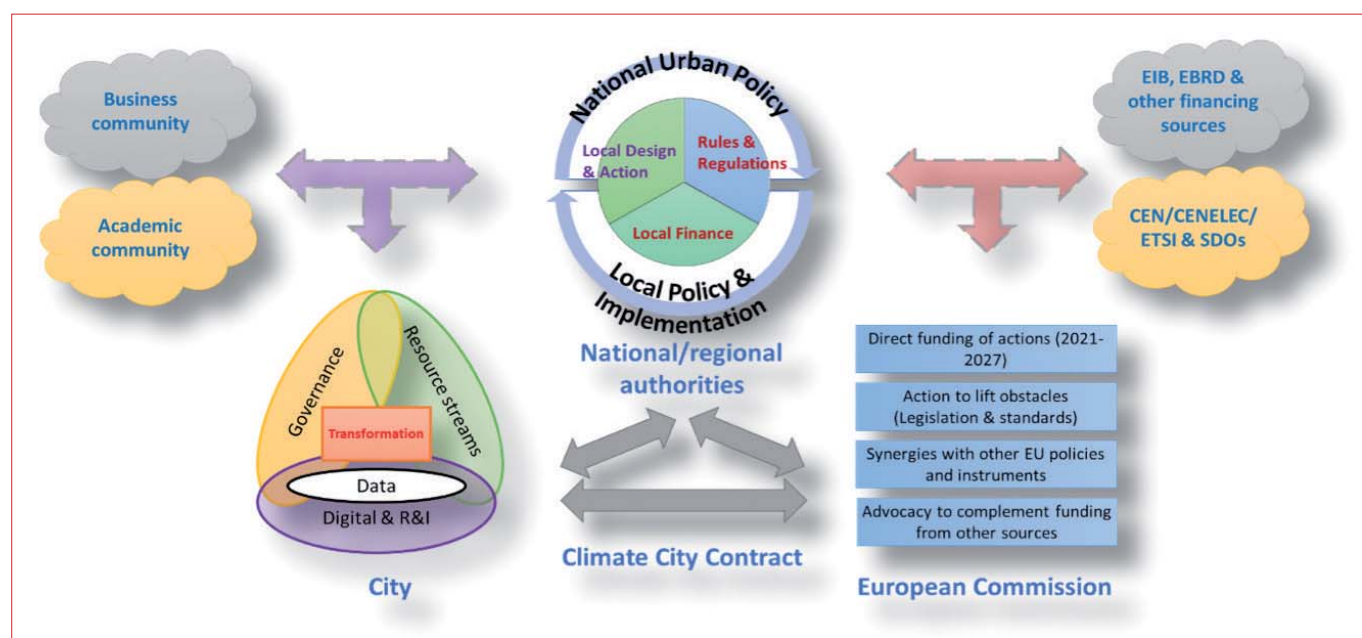 Business
community
Academic
community
National Urban Policy
Local Design
& Action
Rules &
Regulations
Local Finance
Local Policy &
Implementation
National/regional
authorities
EIB, EBRD &
other financing
sources
CEN/CENELEC/
ETSI & SDOs
Governance
Resource streams
Transformation
Data
Digital & R&I
City
Climate City Contract
Direct funding of actions (2021-
2027)
Action to lift obstacles
(Legislation & standards)
Synergies with other EU policies
and instruments
Advocacy to complement funding
from other sources
European Commission